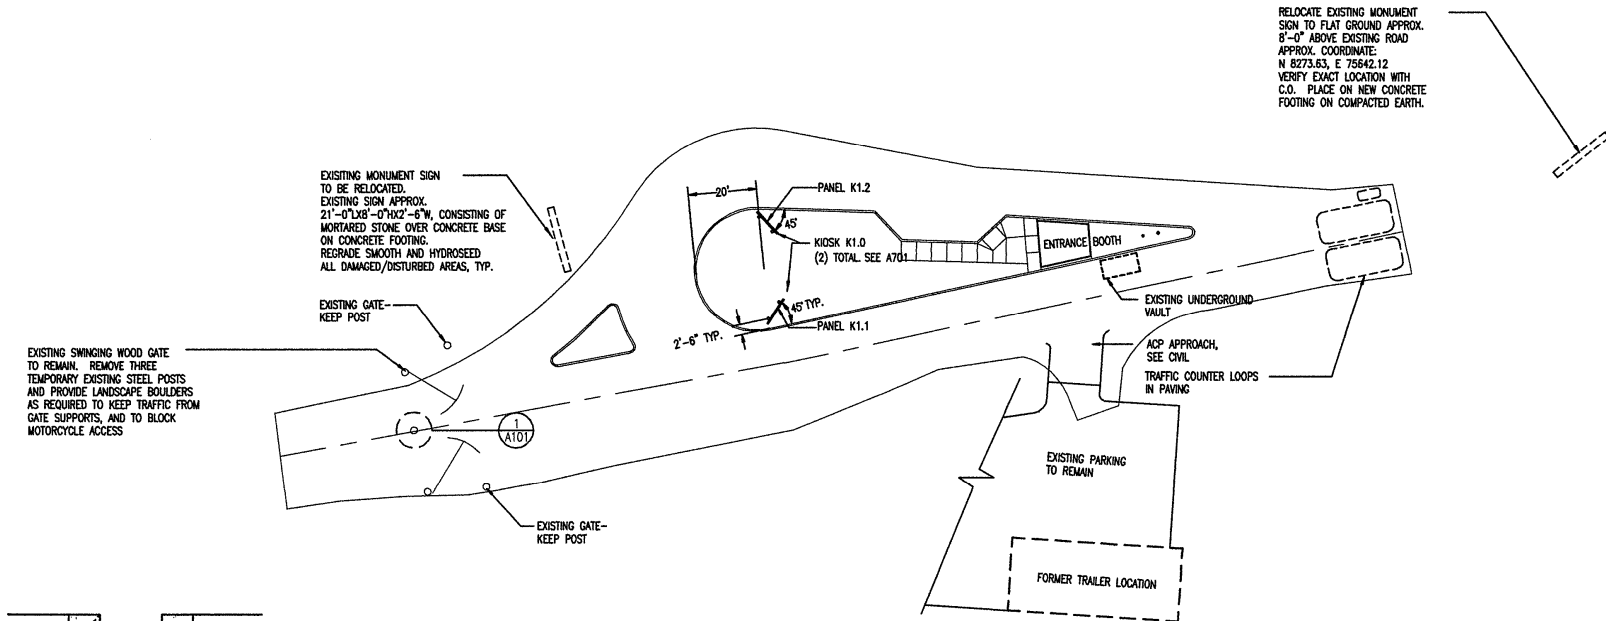 RELOCATE EXISTING MONUMENT
SIGN TO FLAT GROUND APPROX.
8'-0" ABOVE EXISTING ROAD
APPROX. COORDINATE:
N 8273.63, E 75642.12
VERIFY EXACT LOCATION WITH
C.O. PLACE ON NEW CONCRETE
FOOTING ON COMPACTED EARTH.
EXISITING MONUMENT SIGN
TO BE RELOCATED.
EXISTING SIGN APPROX.
21'-0"LX8'-0"HX2'-6"W, CONSISTING OF
MORTARED STONE OVER CONCRETE BASE
ON CONCRETE FOOTING.
REGRADE SMOOTH AND HYDROSEED
ALL DAMAGED/DISTURBED AREAS, TYP.
20'
PANEL K1.2
45°
KIOSK K1.0
(2) TOTAL. SEE A701
ENTRANCE BOOTH
EXISTING GATE-
KEEP POST
45° TYP.
PANEL K1.1
2'-6" TYP.
EXISTING UNDERGROUND
VAULT
EXISTING SWINGING WOOD GATE
TO REMAIN. REMOVE THREE
TEMPORARY EXISTING STEEL POSTS
AND PROVIDE LANDSCAPE BOULDERS
AS REQUIRED TO KEEP TRAFFIC FROM
GATE SUPPORTS, AND TO BLOCK
MOTORCYCLE ACCESS
ACP APPROACH,
SEE CIVIL
TRAFFIC COUNTER LOOPS
IN PAVING
1
A101
EXISTING PARKING
TO REMAIN
EXISTING GATE-
KEEP POST
FORMER TRAILER LOCATION